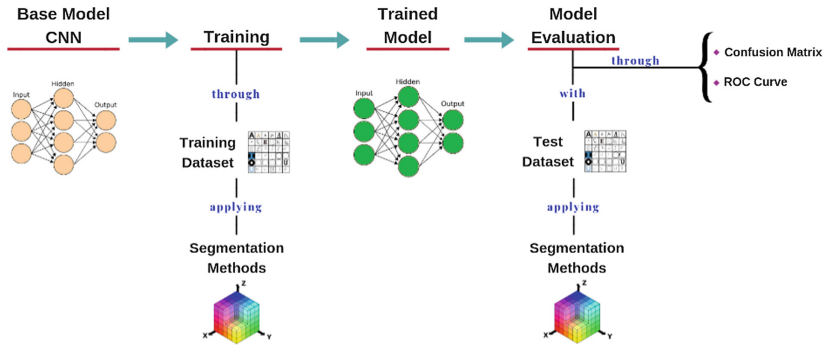 Base Model
CNN
Training
Trained
Model
Model
Evaluation
through
Confusion Matrix
ROC Curve
Input
Hidden
Output
through
Training
Dataset
Input
Hidden
Output
with
Test
Dataset
applying
applying
Segmentation
Methods
Segmentation
Methods
Z
X
Y
Z
X
Y